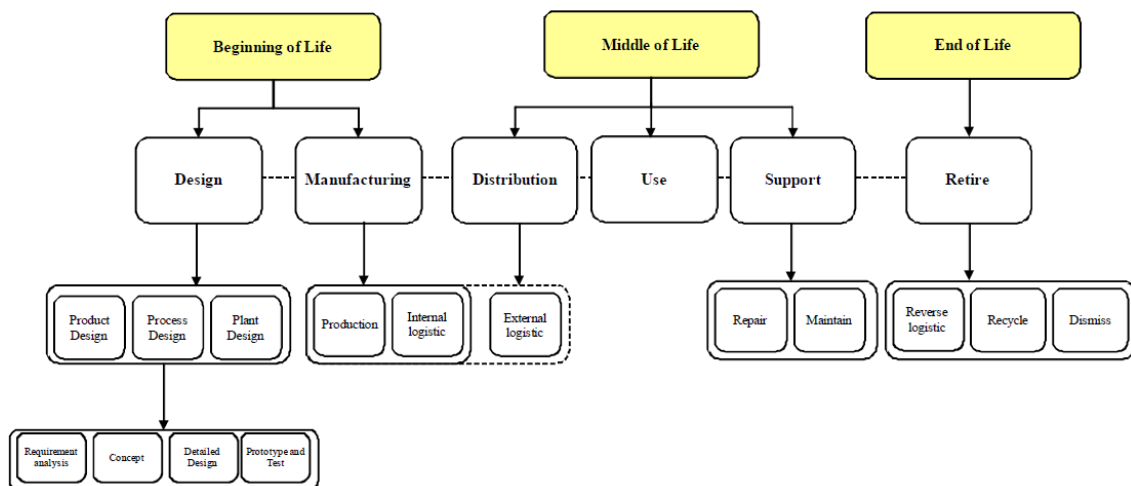 Beginning of Life
Middle of Life
End of Life
Design
Manufacturing
Distribution
Use
Support
Retire
Product
Design
Process
Design
Plant
Design
Production
Internal
logistic
External
logistic
Repair
Maintain
Reverse
logistic
Recycle
Dismiss
Requirement
analysis
Concept
Detailed
Design
Prototype and
Test